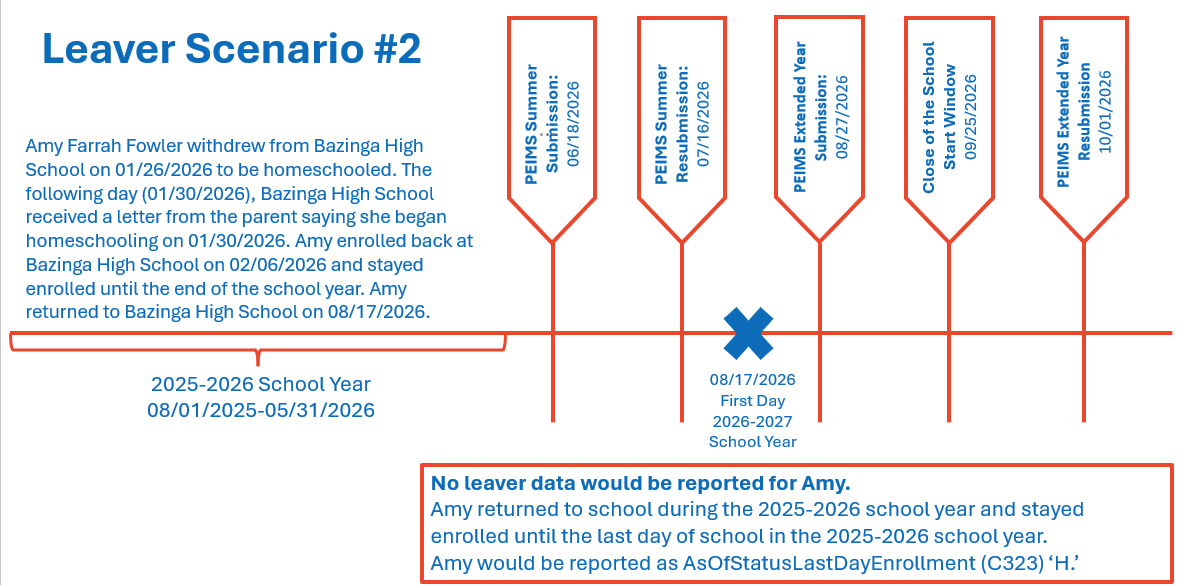 Leaver Scenario #2
Amy Farrah Fowler withdrew from Bazinga High
School on 01/26/2026 to be homeschooled. The
following day (01/30/2026), Bazinga High School
received a letter from the parent saying she began
homeschooling on 01/30/2026. Amy enrolled back at
Bazinga High School on 02/06/2026 and stayed
enrolled until the end of the school year. Amy
returned to Bazinga High School on 08/17/2026.
PEIMS Summer
Submission:
06/18/2026
PEIMS Summer
Resubmission:
07/16/2026
PEIMS Extended Year
Submission:
08/27/2026
Close of the School
Start Window
09/25/2026
PEIMS Extended Year
Resubmission
10/01/2026
2025-2026 School Year
08/01/2025-05/31/2026
08/17/2026
First Day
2026-2027
School Year
No leaver data would be reported for Amy.
Amy returned to school during the 2025-2026 school year and stayed
enrolled until the last day of school in the 2025-2026 school year.
Amy would be reported as AsOfStatusLastDayEnrollment (C323) ‘H.’